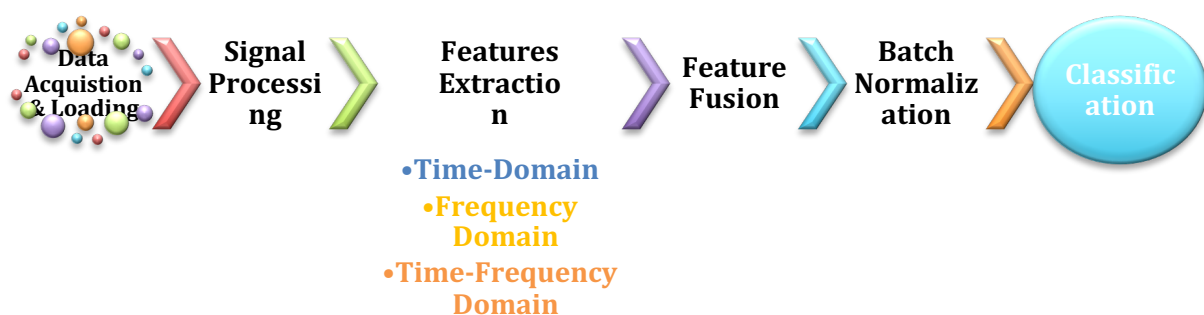 Data
Acquistion
& Loading
Signal
Processi
ng
Features
Extractio
n
•Time-Domain
•Frequency
Domain
•Time-Frequency
Domain
Feature
Fusion
Batch
Normaliz
ation
Classific
ation